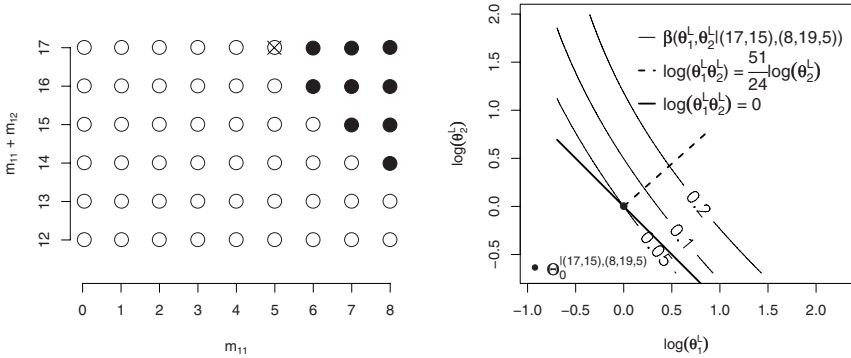 m₁₁ + m₁₂
17
16
15
14
13
12
0 1 2 3 4 5 6 7 8
m₁₁
log(θ₂ᴸ)
2.0
1.5
1.0
0.5
0.0
−0.5
β(θ₁ᴸ,θ₂ᴸ|(17,15),(8,19,5))
log(θ₁ᴸθ₂ᴸ) = 51/24 log(θ₂ᴸ)
log(θ₁ᴸθ₂ᴸ) = 0
0.2
0.1
0.05
Θ₀|(17,15),(8,19,5)
−1.0 −0.5 0.0 0.5 1.0 1.5 2.0
log(θ₁ᴸ)